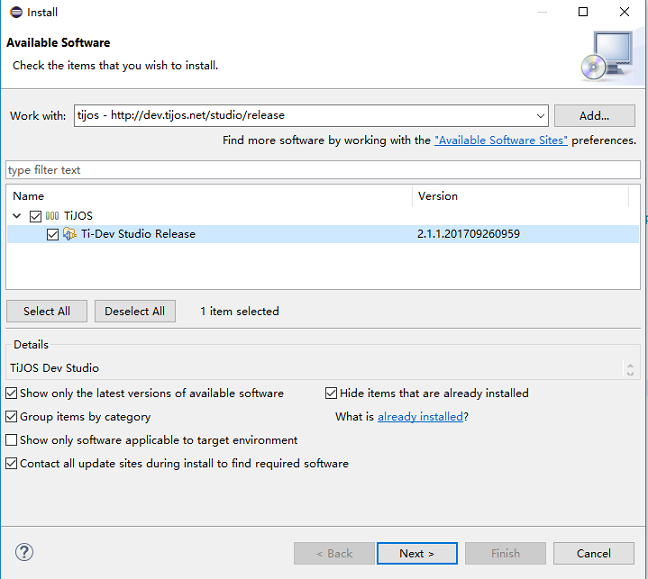 Install
Available Software
Check the items that you wish to install.
Work with: tijos - http://dev.tijos.net/studio/release Add...
Find more software by working with the "Available Software Sites" preferences.
type filter text
Name Version
TiJOS
Ti-Dev Studio Release 2.1.1.201709260959
Select All Deselect All 1 item selected
Details
TiJOS Dev Studio
Show only the latest versions of available software Hide items that are already installed
Group items by category What is already installed?
Show only software applicable to target environment
Contact all update sites during install to find required software
? < Back Next > Finish Cancel